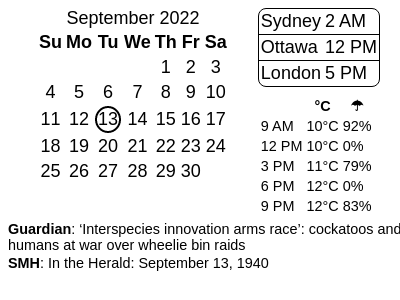 September 2022
Su Mo Tu We Th Fr Sa
1 2 3
4 5 6 7 8 9 10
11 12 13 14 15 16 17
18 19 20 21 22 23 24
25 26 27 28 29 30
Sydney 2 AM
Ottawa 12 PM
London 5 PM
°C ☂
9 AM 10°C 92%
12 PM 10°C 0%
3 PM 11°C 79%
6 PM 12°C 0%
9 PM 12°C 83%
Guardian: ‘Interspecies innovation arms race’: cockatoos and
humans at war over wheelie bin raids
SMH: In the Herald: September 13, 1940